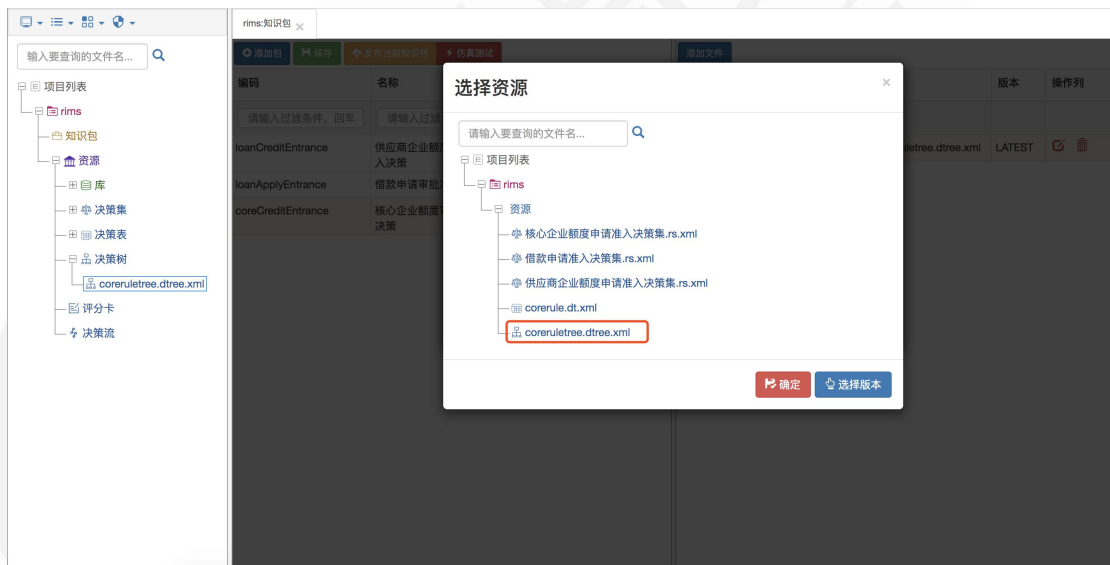 rims:知识包
输入要查询的文件名...
项目列表
rims
知识包
资源
库
决策集
决策表
决策树
coreruletree.dtree.xml
评分卡
决策流
添加包
保存
发布当前知识包
仿真测试
编码
名称
请输入过滤条件，回车
请输入过滤
loanCreditEntrance
供应商企业额
入决策
loanApplyEntrance
借款申请审批
coreCreditEntrance
核心企业额度
决策
添加文件
版本
操作列
uletree.dtree.xml
LATEST
选择资源
×
请输入要查询的文件名...
项目列表
rims
资源
核心企业额度申请准入决策集.rs.xml
借款申请准入决策集.rs.xml
供应商企业额度申请准入决策集.rs.xml
corerule.dt.xml
coreruletree.dtree.xml
确定
选择版本